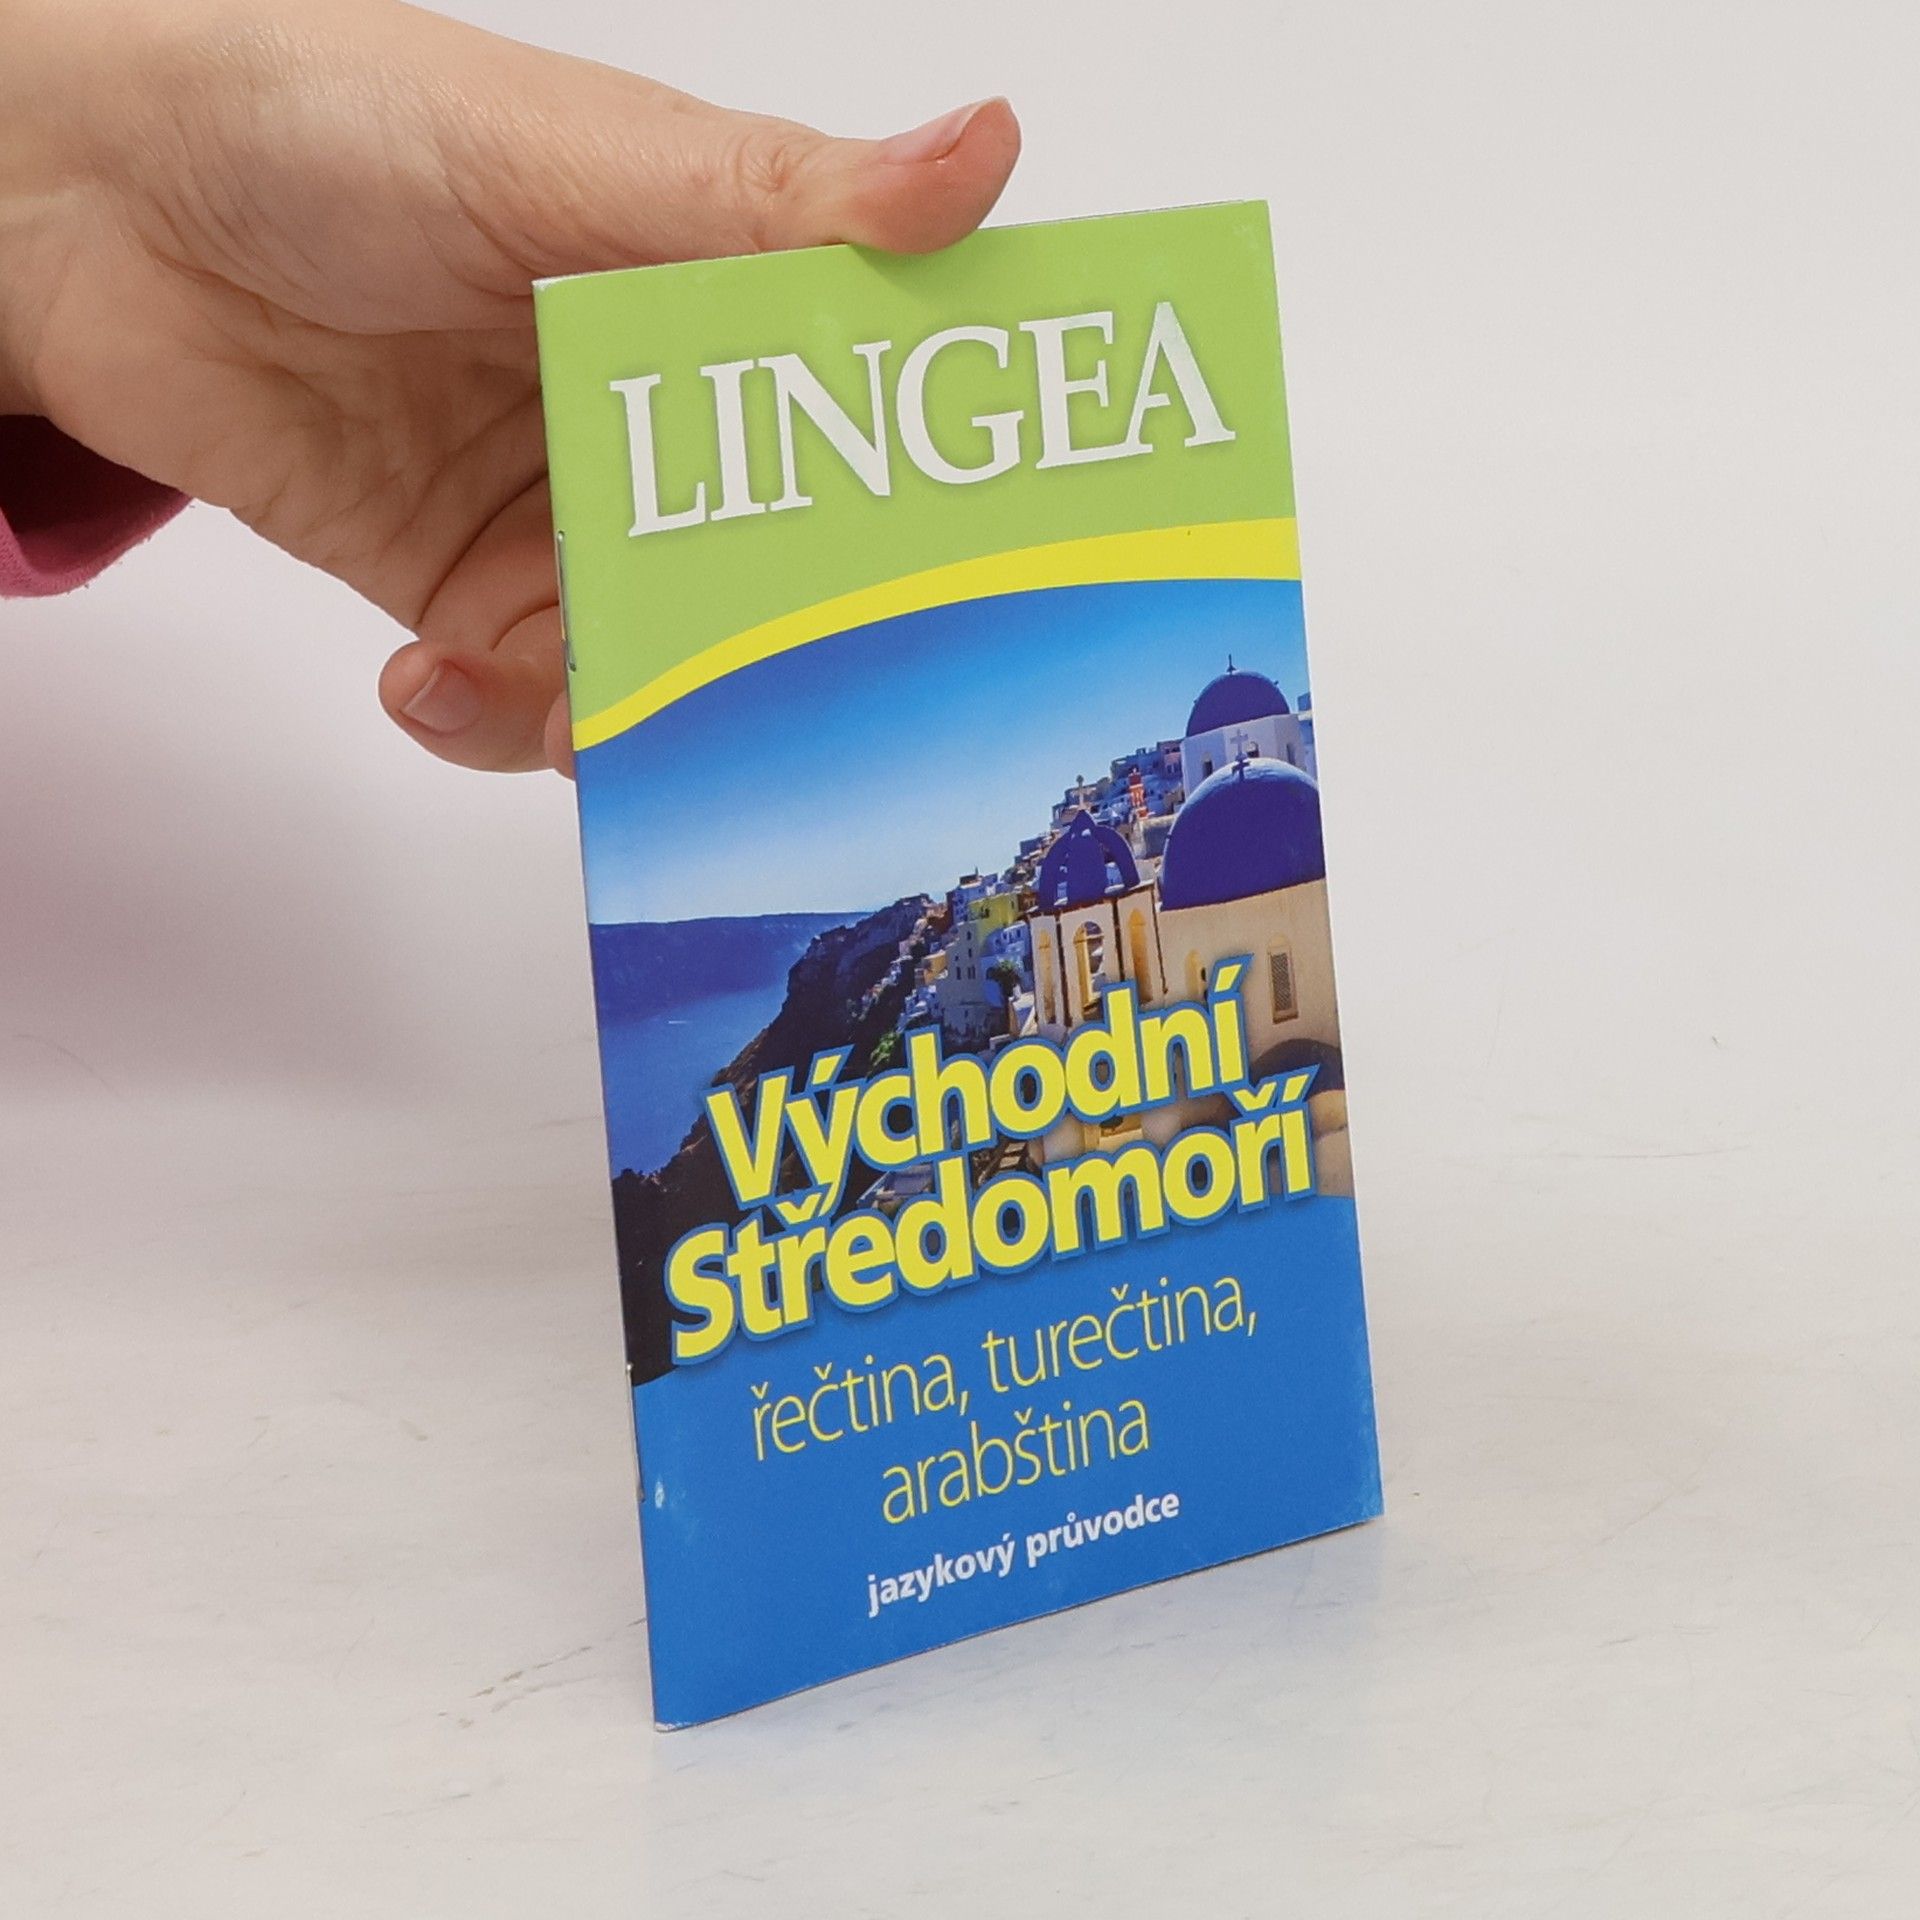 LINGEA
Východní
Středomoří
řečtina, turečtina,
arabština
jazykový průvodce